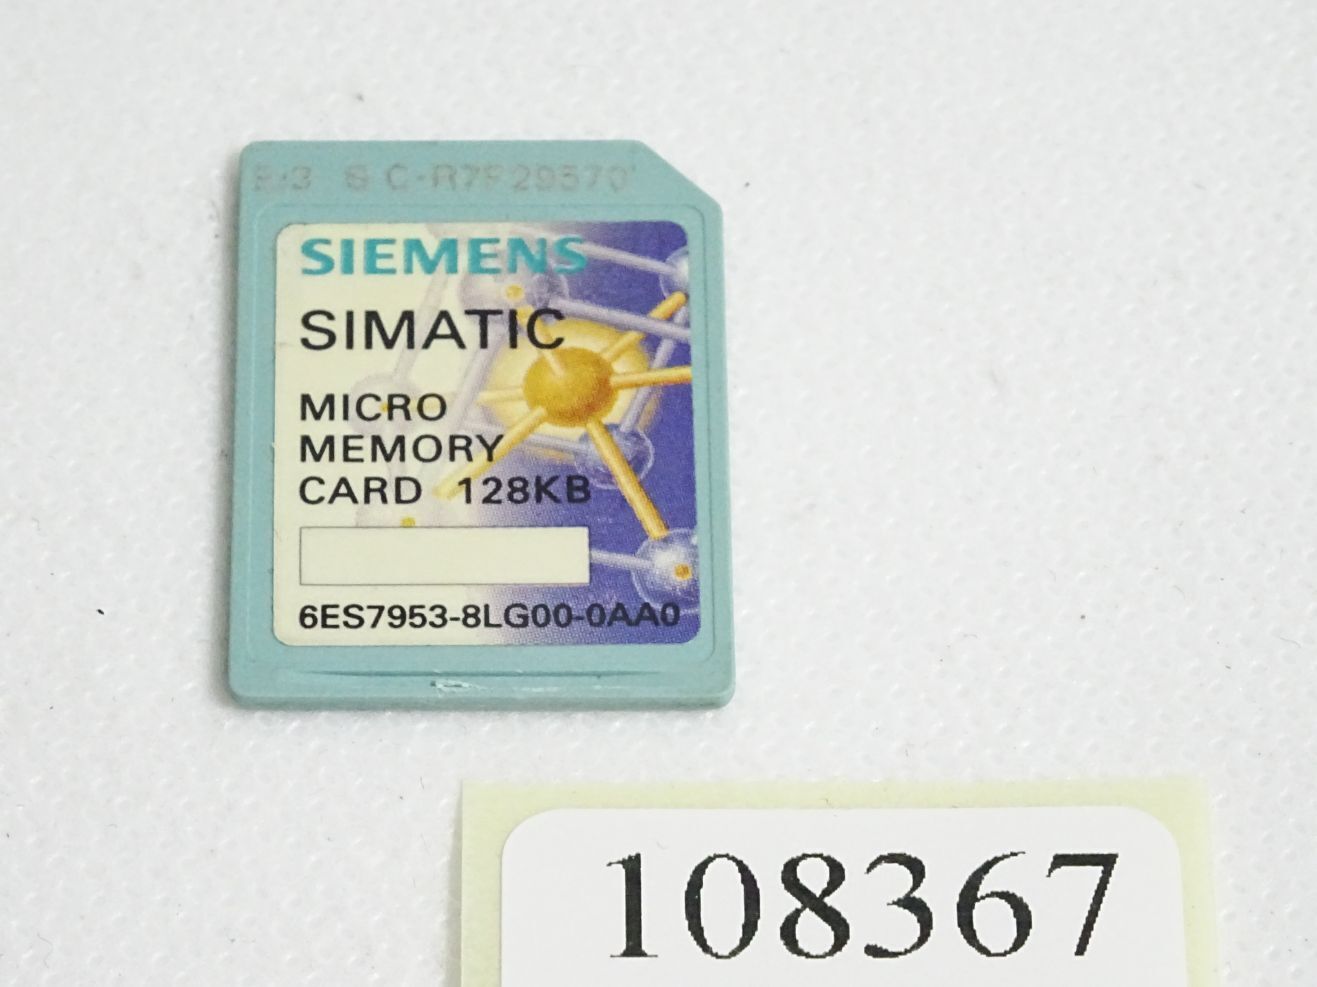 SIEMENS
SIMATIC
MICRO
MEMORY
CARD 128KB
6ES7953-8LG00-0AA0
108367